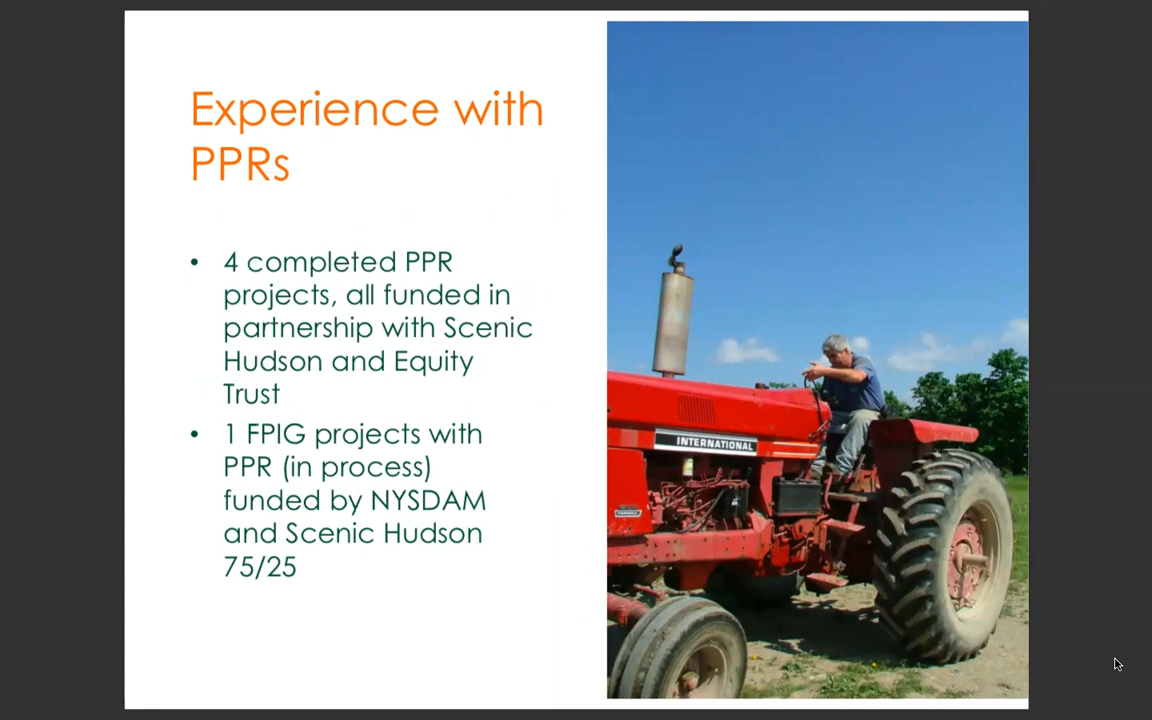 Experience with
PPRs
• 4 completed PPR
projects, all funded in
partnership with Scenic
Hudson and Equity
Trust
• 1 FPIG projects with
PPR (in process)
funded by NYSDAM
and Scenic Hudson
75/25
INTERNATIONAL